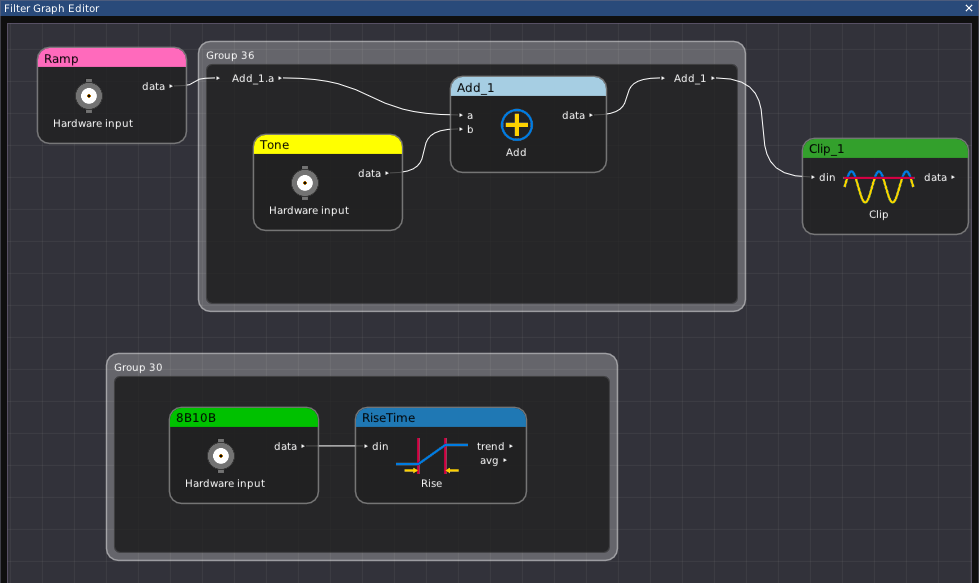 Filter Graph Editor
Ramp
data
Hardware input
Group 36
Add_1.a
Add_1
Tone
data
Hardware input
Add_1
a
b
data
Add
Clip_1
din
data
Clip
Group 30
8B10B
data
Hardware input
RiseTime
din
trend
avg
Rise